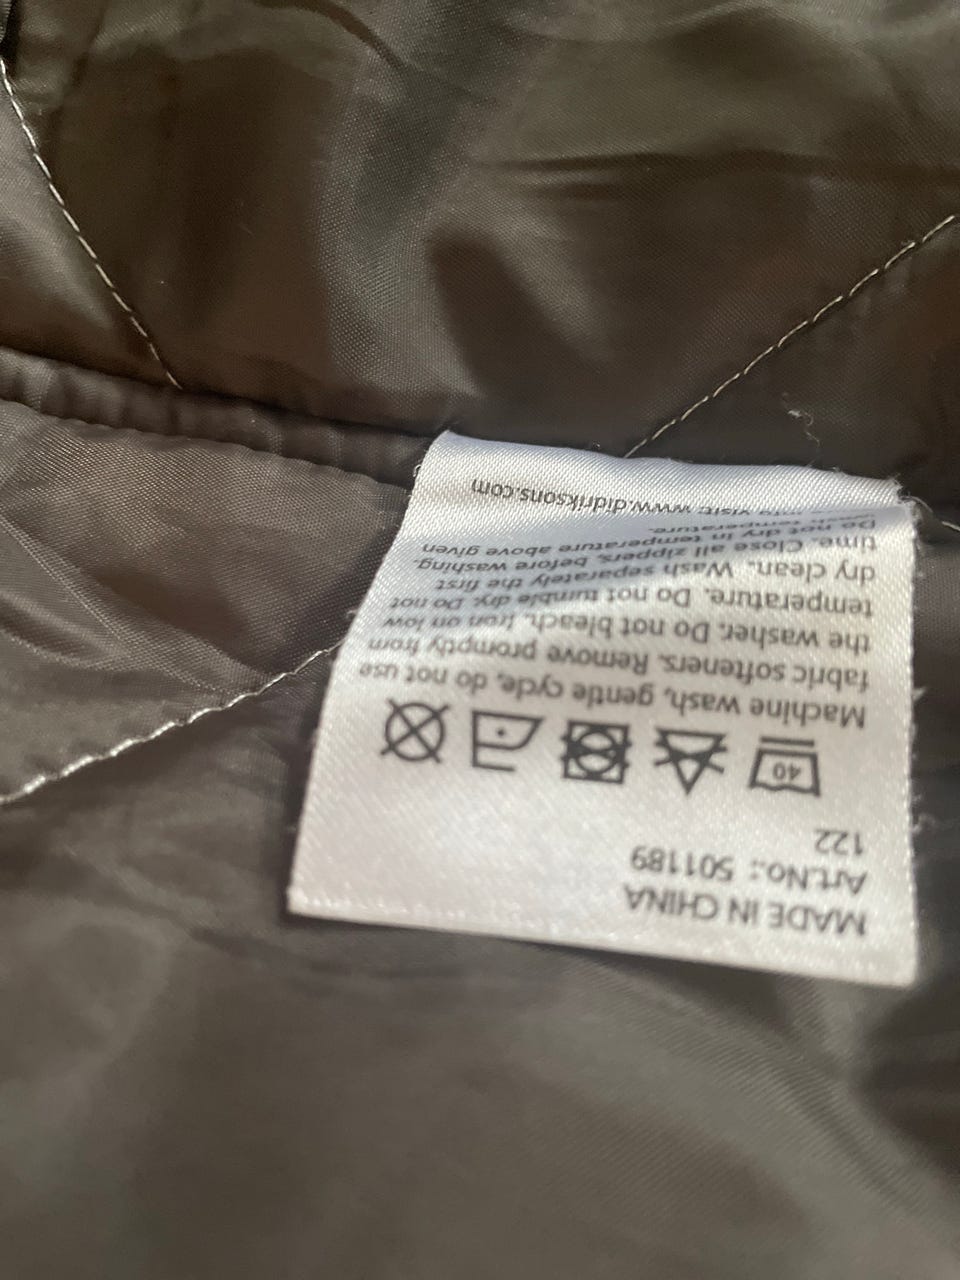 MADE IN CHINA
Art.No.: 501189
122
40
Machine wash, gentle cycle, do not use
fabric softeners. Remove promptly from
the washer. Do not bleach. Iron on low
temperature. Do not tumble dry. Do not
dry clean. Wash separately the first
time. Close all zippers, before washing.
Do not dry in temperature above given
wash temperature.
info visit: www.didriksons.com